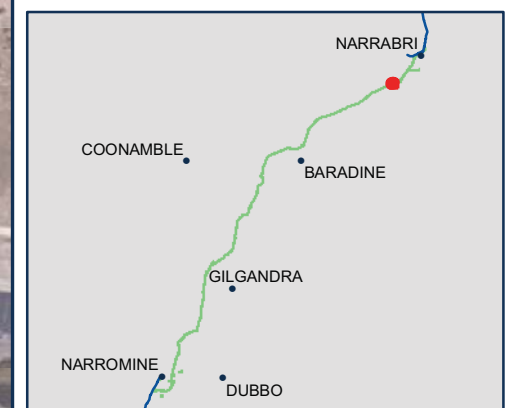 NARRABRI
COONAMBLE
BARADINE
GILGANDRA
NARROMINE
DUBBO